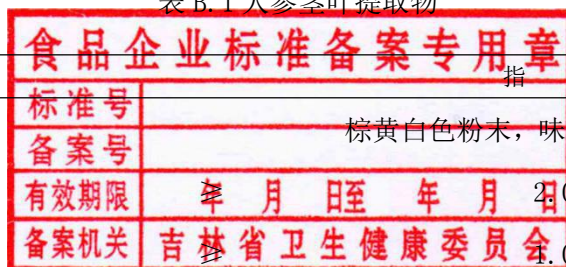 表 B.1 人参茎叶提取物
食品企业标准备案专用章
指
标准号
棕黄白色粉末，味
备案号
有效期限 年 月 日至 年 月 日
≥ 2.0
备案机关 吉林省卫生健康委员会
≥ 1.0